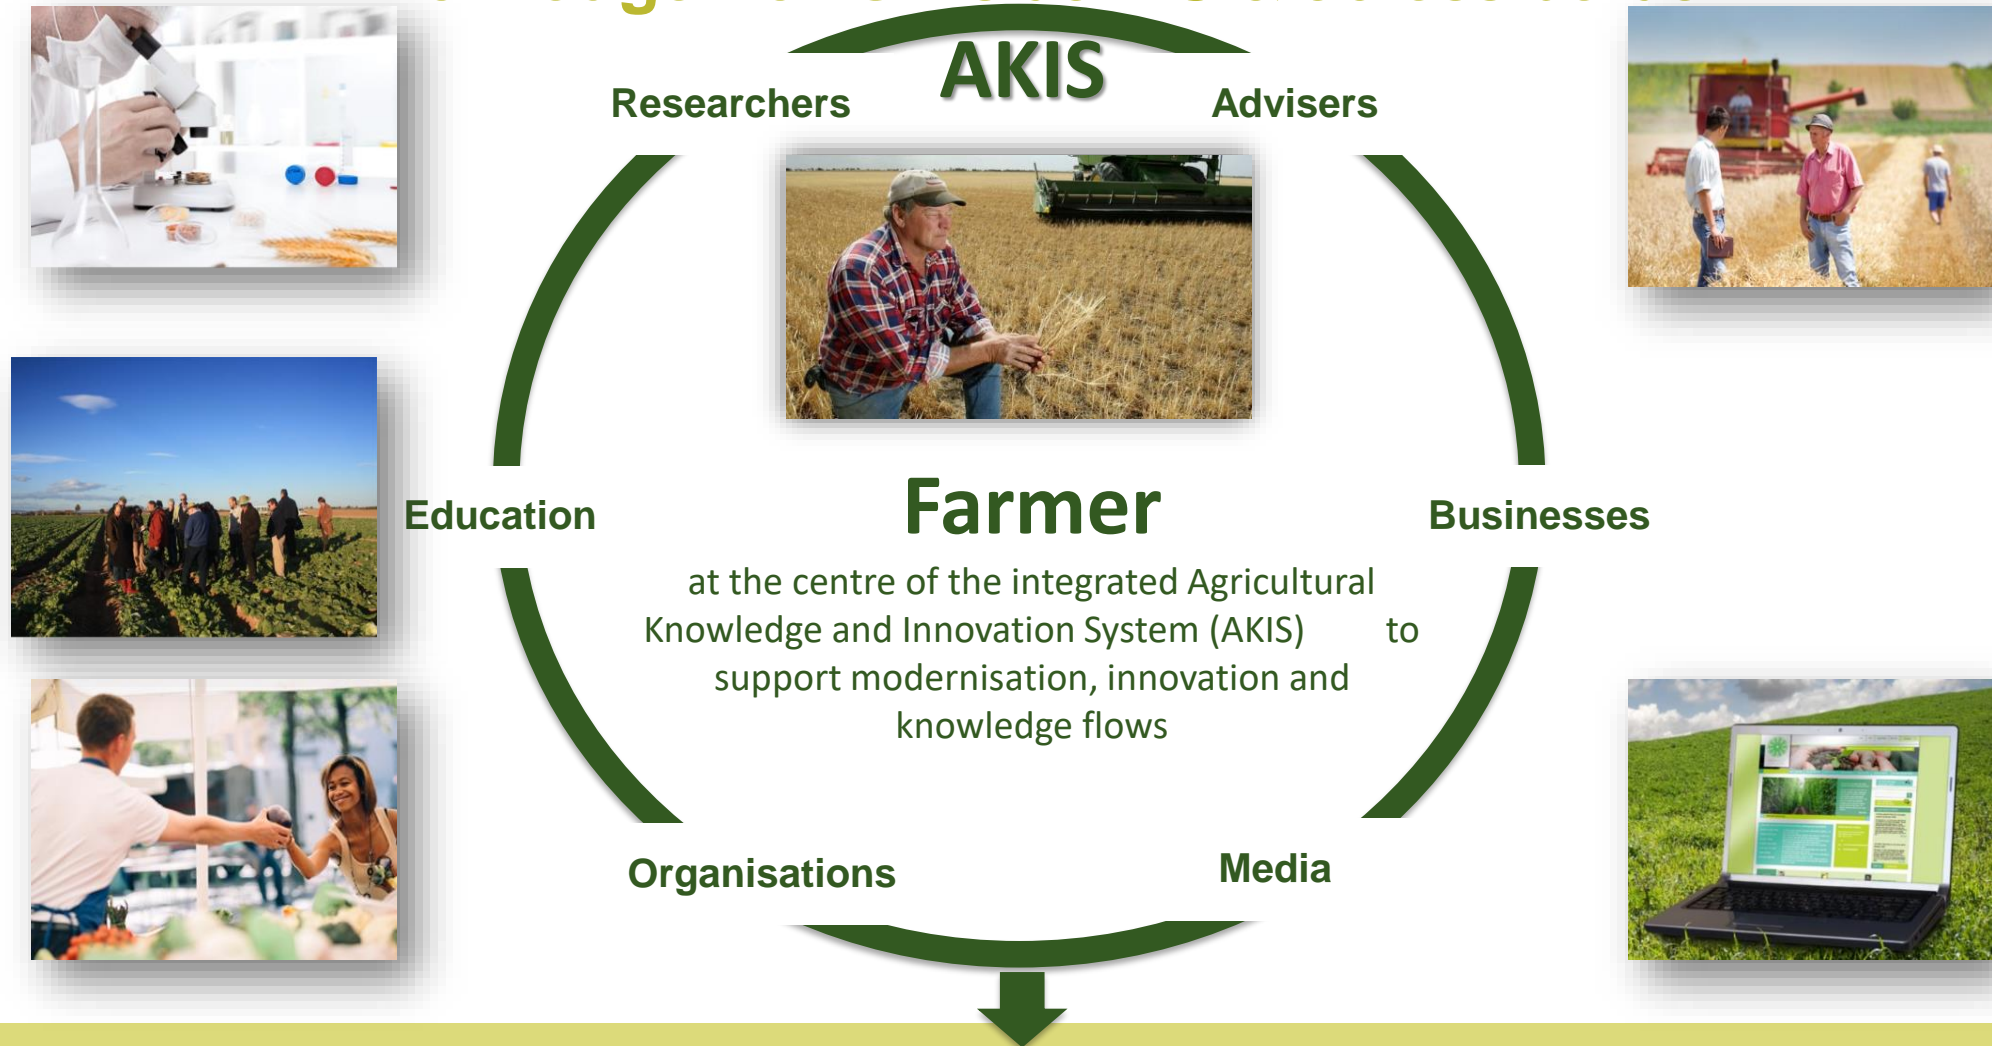 AKIS
Researchers
Advisers
Education
Farmer
Businesses
at the centre of the integrated Agricultural
Knowledge and Innovation System (AKIS) to
support modernisation, innovation and
knowledge flows
Organisations
Media